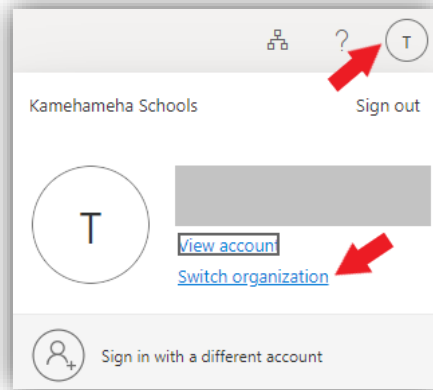 ? T
Kamehameha Schools Sign out
T
View account
Switch organization
Sign in with a different account